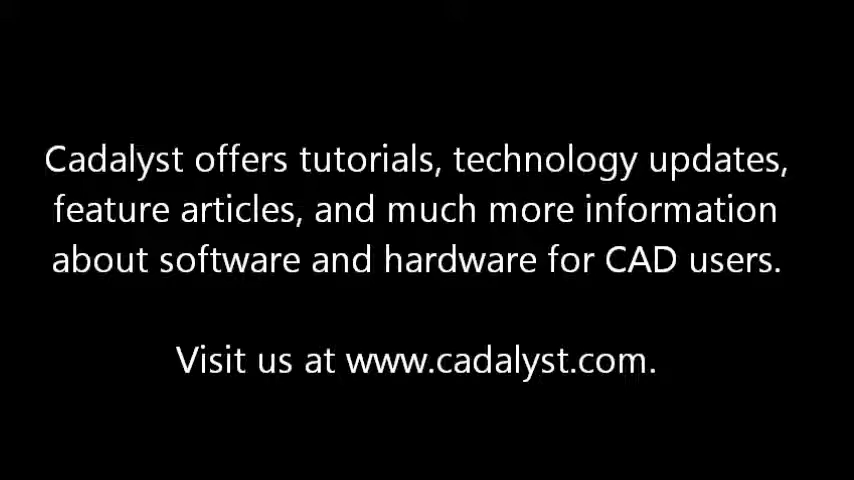 Cadalyst offers tutorials, technology updates,
feature articles, and much more information
about software and hardware for CAD users.
Visit us at www.cadalyst.com.